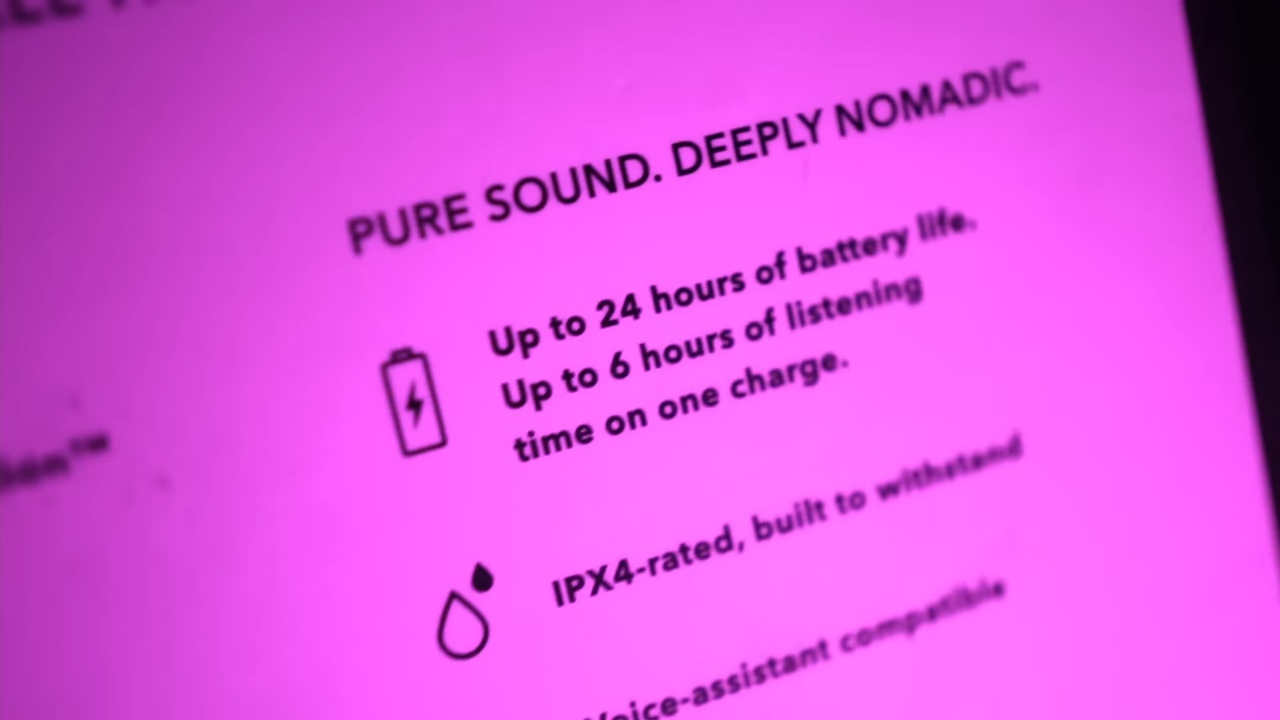 PURE SOUND. DEEPLY NOMADIC.
Up to 24 hours of battery life.
Up to 6 hours of listening
time on one charge.
IPX4-rated, built to withstand
Voice-assistant compatible